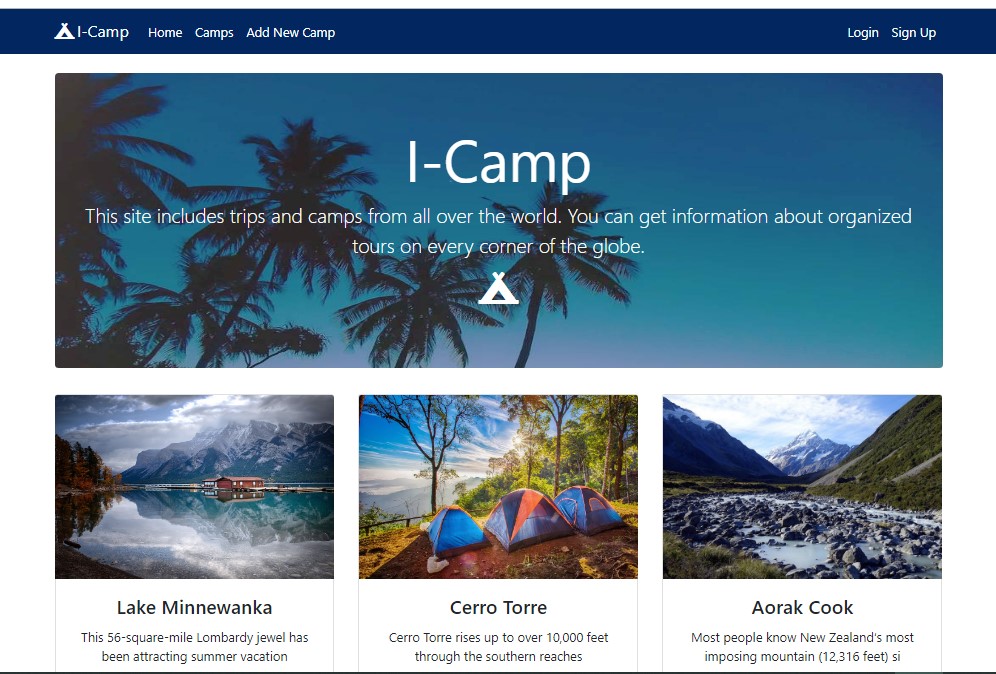 I-Camp Home Camps Add New Camp Login Sign Up
I-Camp
This site includes trips and camps from all over the world. You can get information about organized
tours on every corner of the globe.
Lake Minnewanka
This 56-square-mile Lombardy jewel has
been attracting summer vacation
Cerro Torre
Cerro Torre rises up to over 10,000 feet
through the southern reaches
Aorak Cook
Most people know New Zealand's most
imposing mountain (12,316 feet) si